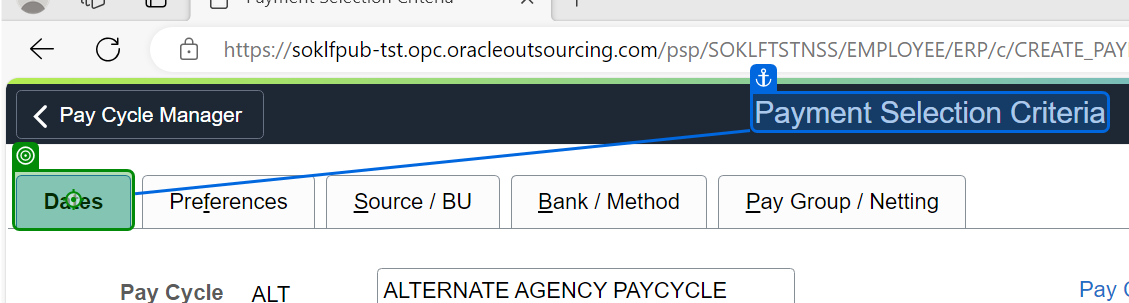 Payment Selection Criteria
https://soklfpub-tst.opc.oracleoutsourcing.com/psp/SOKLFTSTNSS/EMPLOYEE/ERP/c/CREATE_PAY
Pay Cycle Manager
Payment Selection Criteria
Dates
Preferences
Source / BU
Bank / Method
Pay Group / Netting
Pay Cycle ALT ALTERNATE AGENCY PAYCYCLE Pay